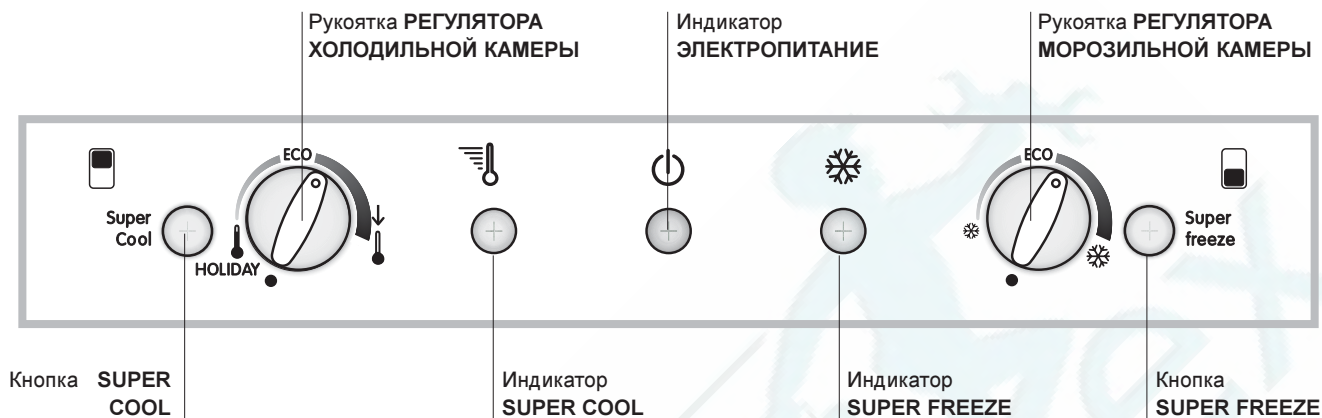 Рукоятка РЕГУЛЯТОРА
ХОЛОДИЛЬНОЙ КАМЕРЫ
Индикатор
ЭЛЕКТРОПИТАНИЕ
Рукоятка РЕГУЛЯТОРА
МОРОЗИЛЬНОЙ КАМЕРЫ
ECO
Super
Cool
HOLIDAY
ECO
Super
freeze
Кнопка SUPER
COOL
Индикатор
SUPER COOL
Индикатор
SUPER FREEZE
Кнопка
SUPER FREEZE